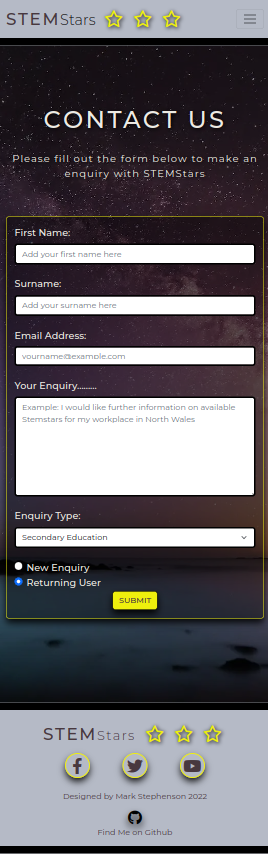 STEMStars
CONTACT US
Please fill out the form below to make an
enquiry with STEMStars
First Name:
Add your first name here
Surname:
Add your surname here
Email Address:
yourname@example.com
Your Enquiry.........
Example: I would like further information on available
Stemstars for my workplace in North Wales
Enquiry Type:
Secondary Education
New Enquiry
Returning User
SUBMIT
STEMStars
Designed by Mark Stephenson 2022
Find Me on Github